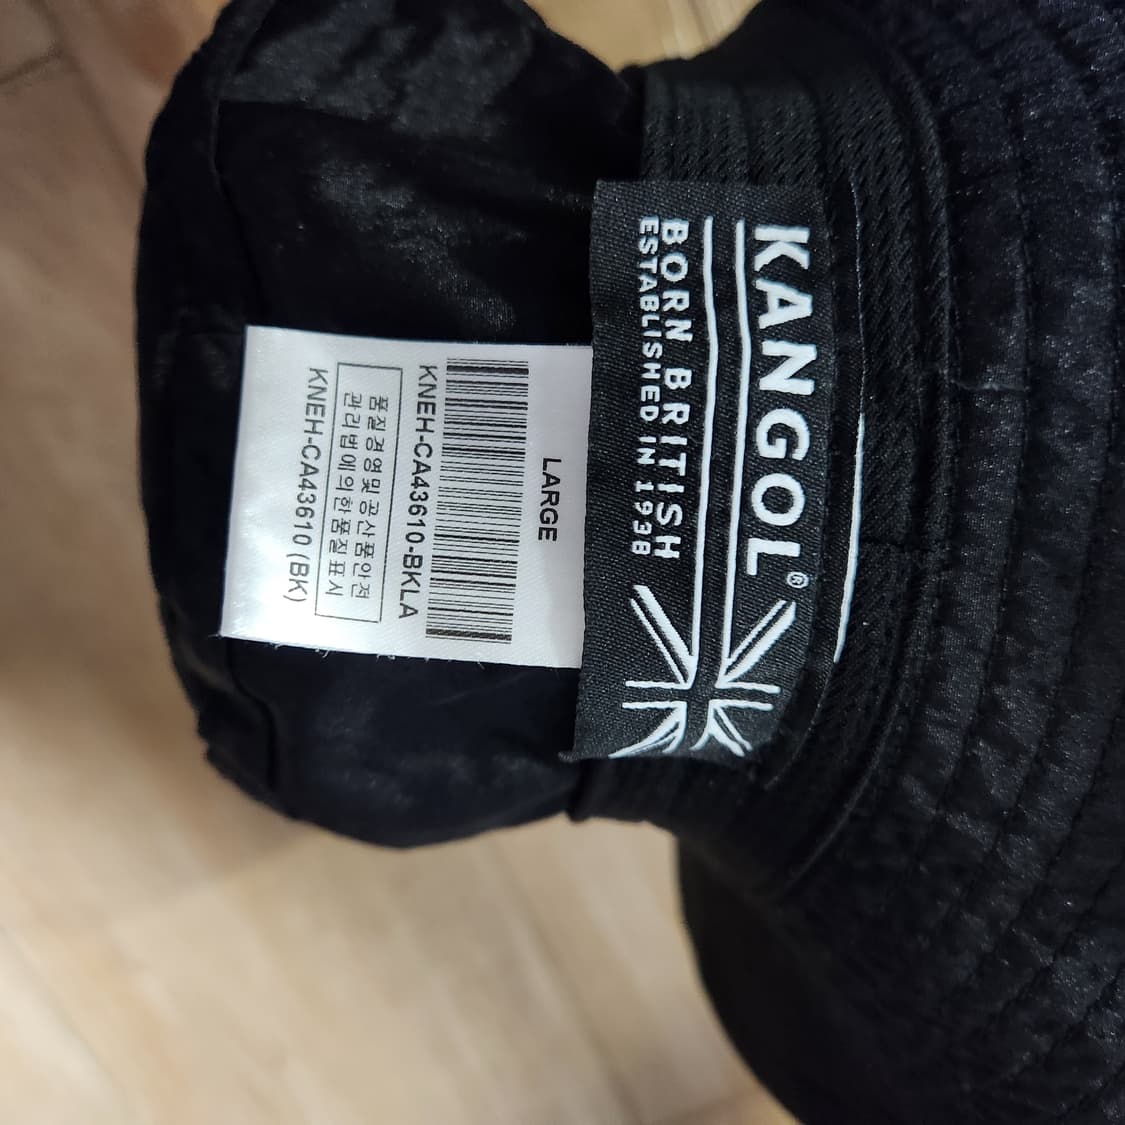 KANGOL®
BORN BRITISH
ESTABLISHED IN 1938
LARGE
KNEH-CA43610-BKLA
품질경영및공산품안전
관리법에의한품질표시
KNEH-CA43610 (BK)